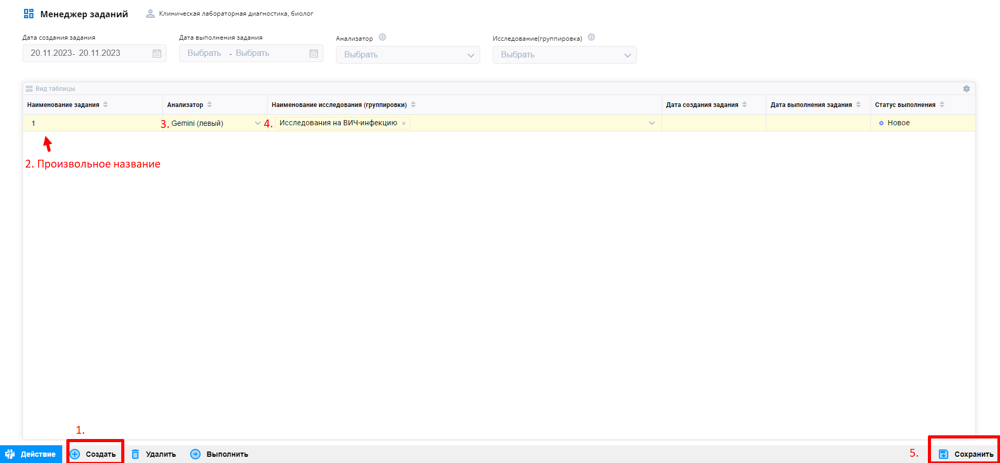 Менеджер заданий Клиническая лабораторная диагностика, биолог
Дата создания задания Дата выполнения задания Анализатор Исследование(группировка)
20.11.2023- 20.11.2023 Выбрать - Выбрать Выбрать Выбрать
Вид таблицы
Наименование задания Анализатор Наименование исследования (группировки) Дата создания задания Дата выполнения задания Статус выполнения
1 3. Gemini (левый) 4. Исследования на ВИЧ-инфекцию × Новое
2. Произвольное название
1.
Действие Создать Удалить Выполнить 5. Сохранить